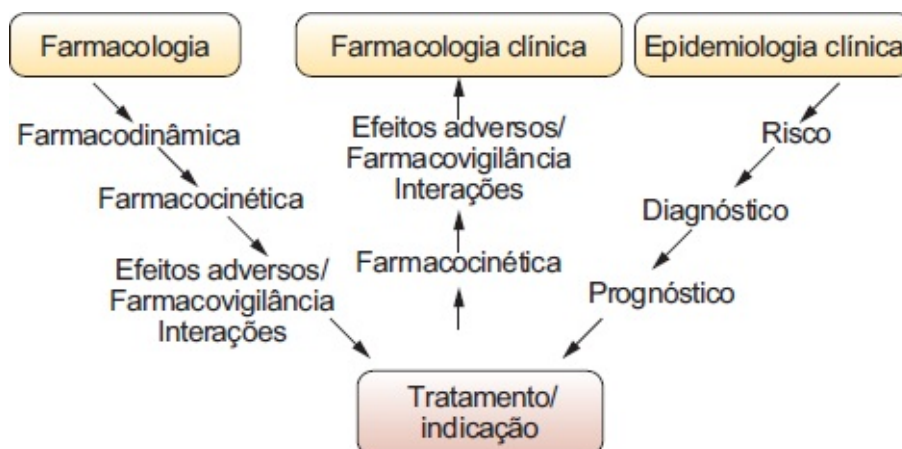 Farmacologia
Farmacologia clínica
Epidemiologia clínica
Farmacodinâmica
Farmacocinética
Efeitos adversos/
Farmacovigilância
Interações
Efeitos adversos/
Farmacovigilância
Interações
Farmacocinética
Risco
Diagnóstico
Prognóstico
Tratamento/
indicação